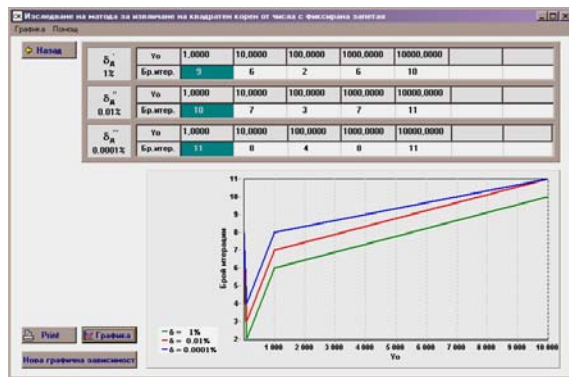 Изследване на метода за извличане на квадратен корен от числа с фиксирана запетая
Графика Помощ
Назад
δд' 1% Yo 1,0000 10,0000 100,0000 1000,0000 10000,0000
Бр.итер. 9 6 2 6 10
δд'' 0.01% Yo 1,0000 10,0000 100,0000 1000,0000 10000,0000
Бр.итер. 10 7 3 7 11
δд''' 0.0001% Yo 1,0000 10,0000 100,0000 1000,0000 10000,0000
Бр.итер. 11 8 4 8 11
11
10
9
8
7
6
5
4
3
2
Брой итерации
1 000 2 000 3 000 4 000 5 000 6 000 7 000 8 000 9 000 10 000
Yo
δ = 1%
δ = 0.01%
δ = 0.0001%
Print Графика
Нова графична зависимост